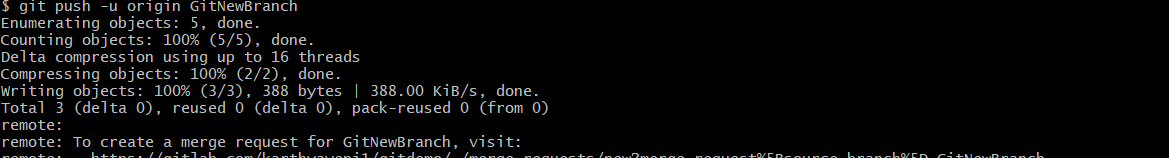 $ git push -u origin GitNewBranch
Enumerating objects: 5, done.
Counting objects: 100% (5/5), done.
Delta compression using up to 16 threads
Compressing objects: 100% (2/2), done.
Writing objects: 100% (3/3), 388 bytes | 388.00 KiB/s, done.
Total 3 (delta 0), reused 0 (delta 0), pack-reused 0 (from 0)
remote:
remote: To create a merge request for GitNewBranch, visit:
remote: